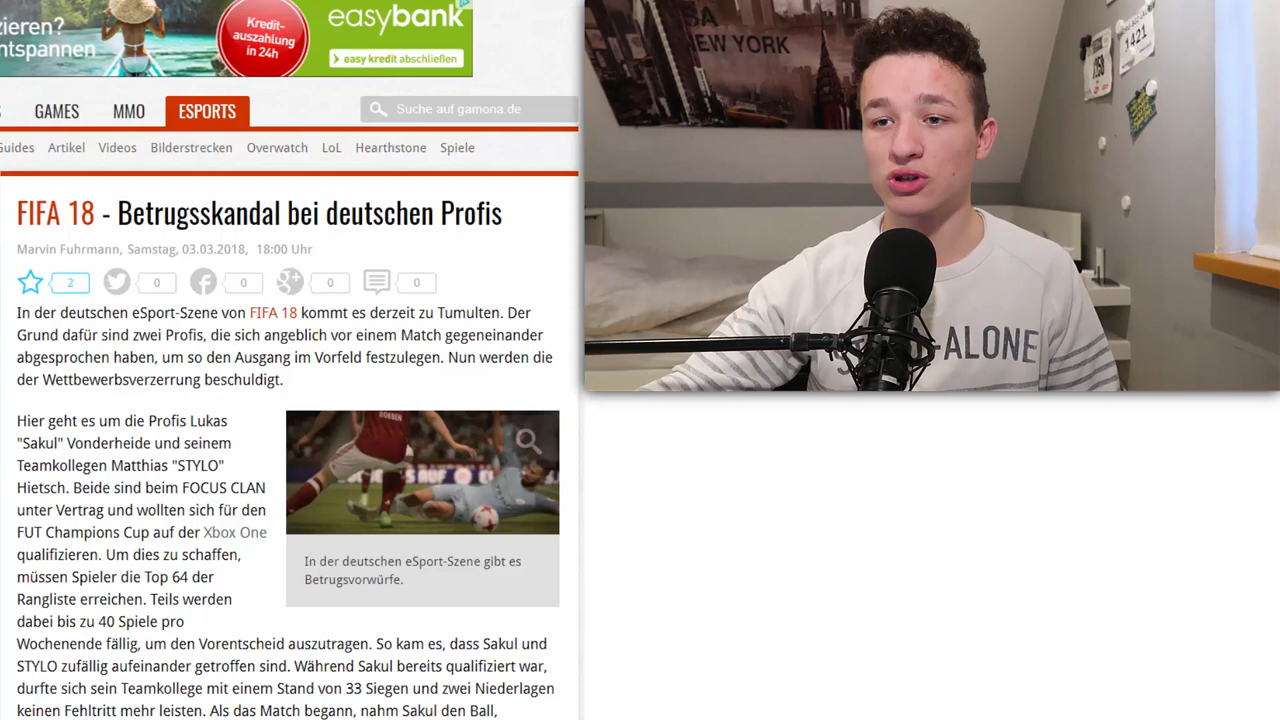 zieren?
ntspannen
Kredit-
auszahlung
in 24h
easybank
easy kredit abschließen
GAMES MMO ESPORTS
Suche auf gamona.de
Guides Artikel Videos Bilderstrecken Overwatch LoL Hearthstone Spiele
FIFA 18 - Betrugsskandal bei deutschen Profis
Marvin Fuhrmann, Samstag, 03.03.2018, 18:00 Uhr
2 0 0 0 0
In der deutschen eSport-Szene von FIFA 18 kommt es derzeit zu Tumulten. Der
Grund dafür sind zwei Profis, die sich angeblich vor einem Match gegeneinander
abgesprochen haben, um so den Ausgang im Vorfeld festzulegen. Nun werden die
der Wettbewerbsverzerrung beschuldigt.
Hier geht es um die Profis Lukas
"Sakul" Vonderheide und seinem
Teamkollegen Matthias "STYLO"
Hietsch. Beide sind beim FOCUS CLAN
unter Vertrag und wollten sich für den
FUT Champions Cup auf der Xbox One
qualifizieren. Um dies zu schaffen,
müssen Spieler die Top 64 der
Rangliste erreichen. Teils werden
dabei bis zu 40 Spiele pro
Wochenende fällig, um den Vorentscheid auszutragen. So kam es, dass Sakul und
STYLO zufällig aufeinander getroffen sind. Während Sakul bereits qualifiziert war,
durfte sich sein Teamkollege mit einem Stand von 33 Siegen und zwei Niederlagen
keinen Fehltritt mehr leisten. Als das Match begann, nahm Sakul den Ball,
ROBBEN
In der deutschen eSport-Szene gibt es
Betrugsvorwürfe.
NEW YORK
1421
-ALONE